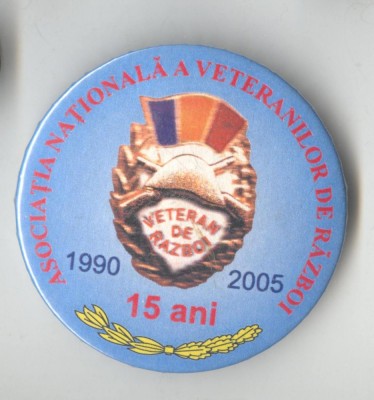 ASOCIAȚIA NAȚIONALĂ A VETERANILOR DE RĂZBOI
VETERAN
DE
RĂZBOI
1990
2005
15 ani